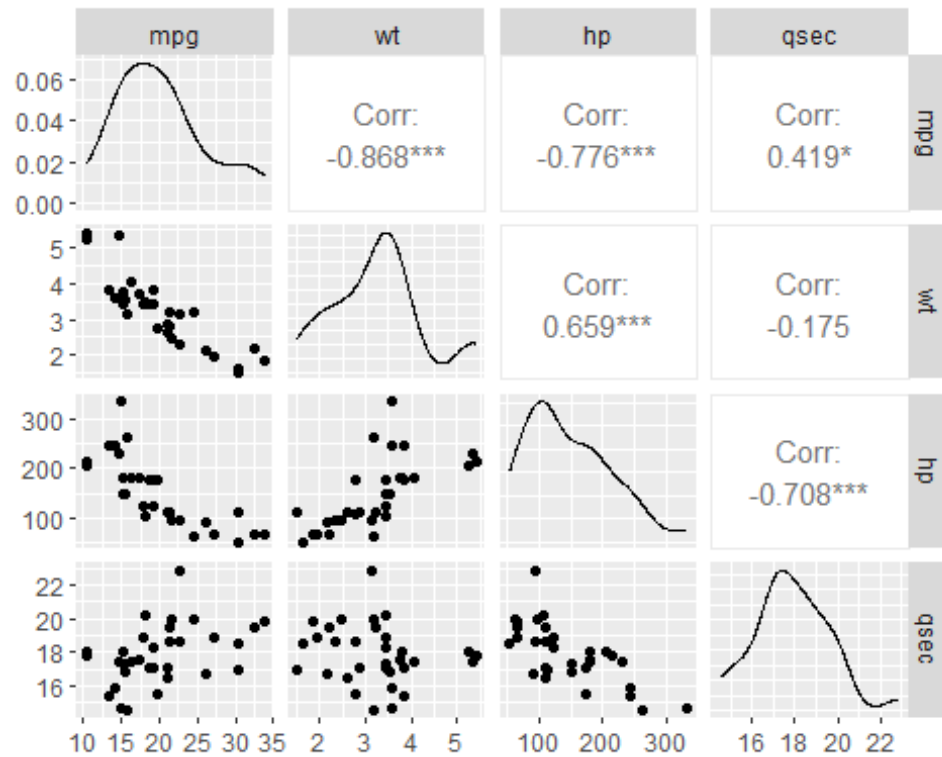 mpg wt hp qsec
0.06
0.04
0.02
0.00
Corr:
-0.868***
Corr:
-0.776***
Corr:
0.419*
mpg
5
4
3
2
Corr:
0.659***
Corr:
-0.175
wt
300
200
100
Corr:
-0.708***
hp
22
20
18
16
qsec
10 15 20 25 30 35
2 3 4 5
100 200 300
16 18 20 22